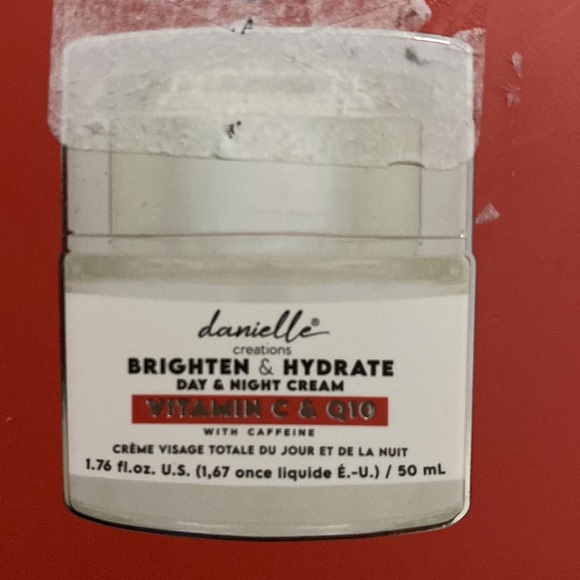 danielle®
creations
BRIGHTEN & HYDRATE
DAY & NIGHT CREAM
VITAMIN C & Q10
WITH CAFFEINE
CRÈME VISAGE TOTALE DU JOUR ET DE LA NUIT
1.76 fl.oz. U.S. (1,67 once liquide É.-U.) / 50 mL